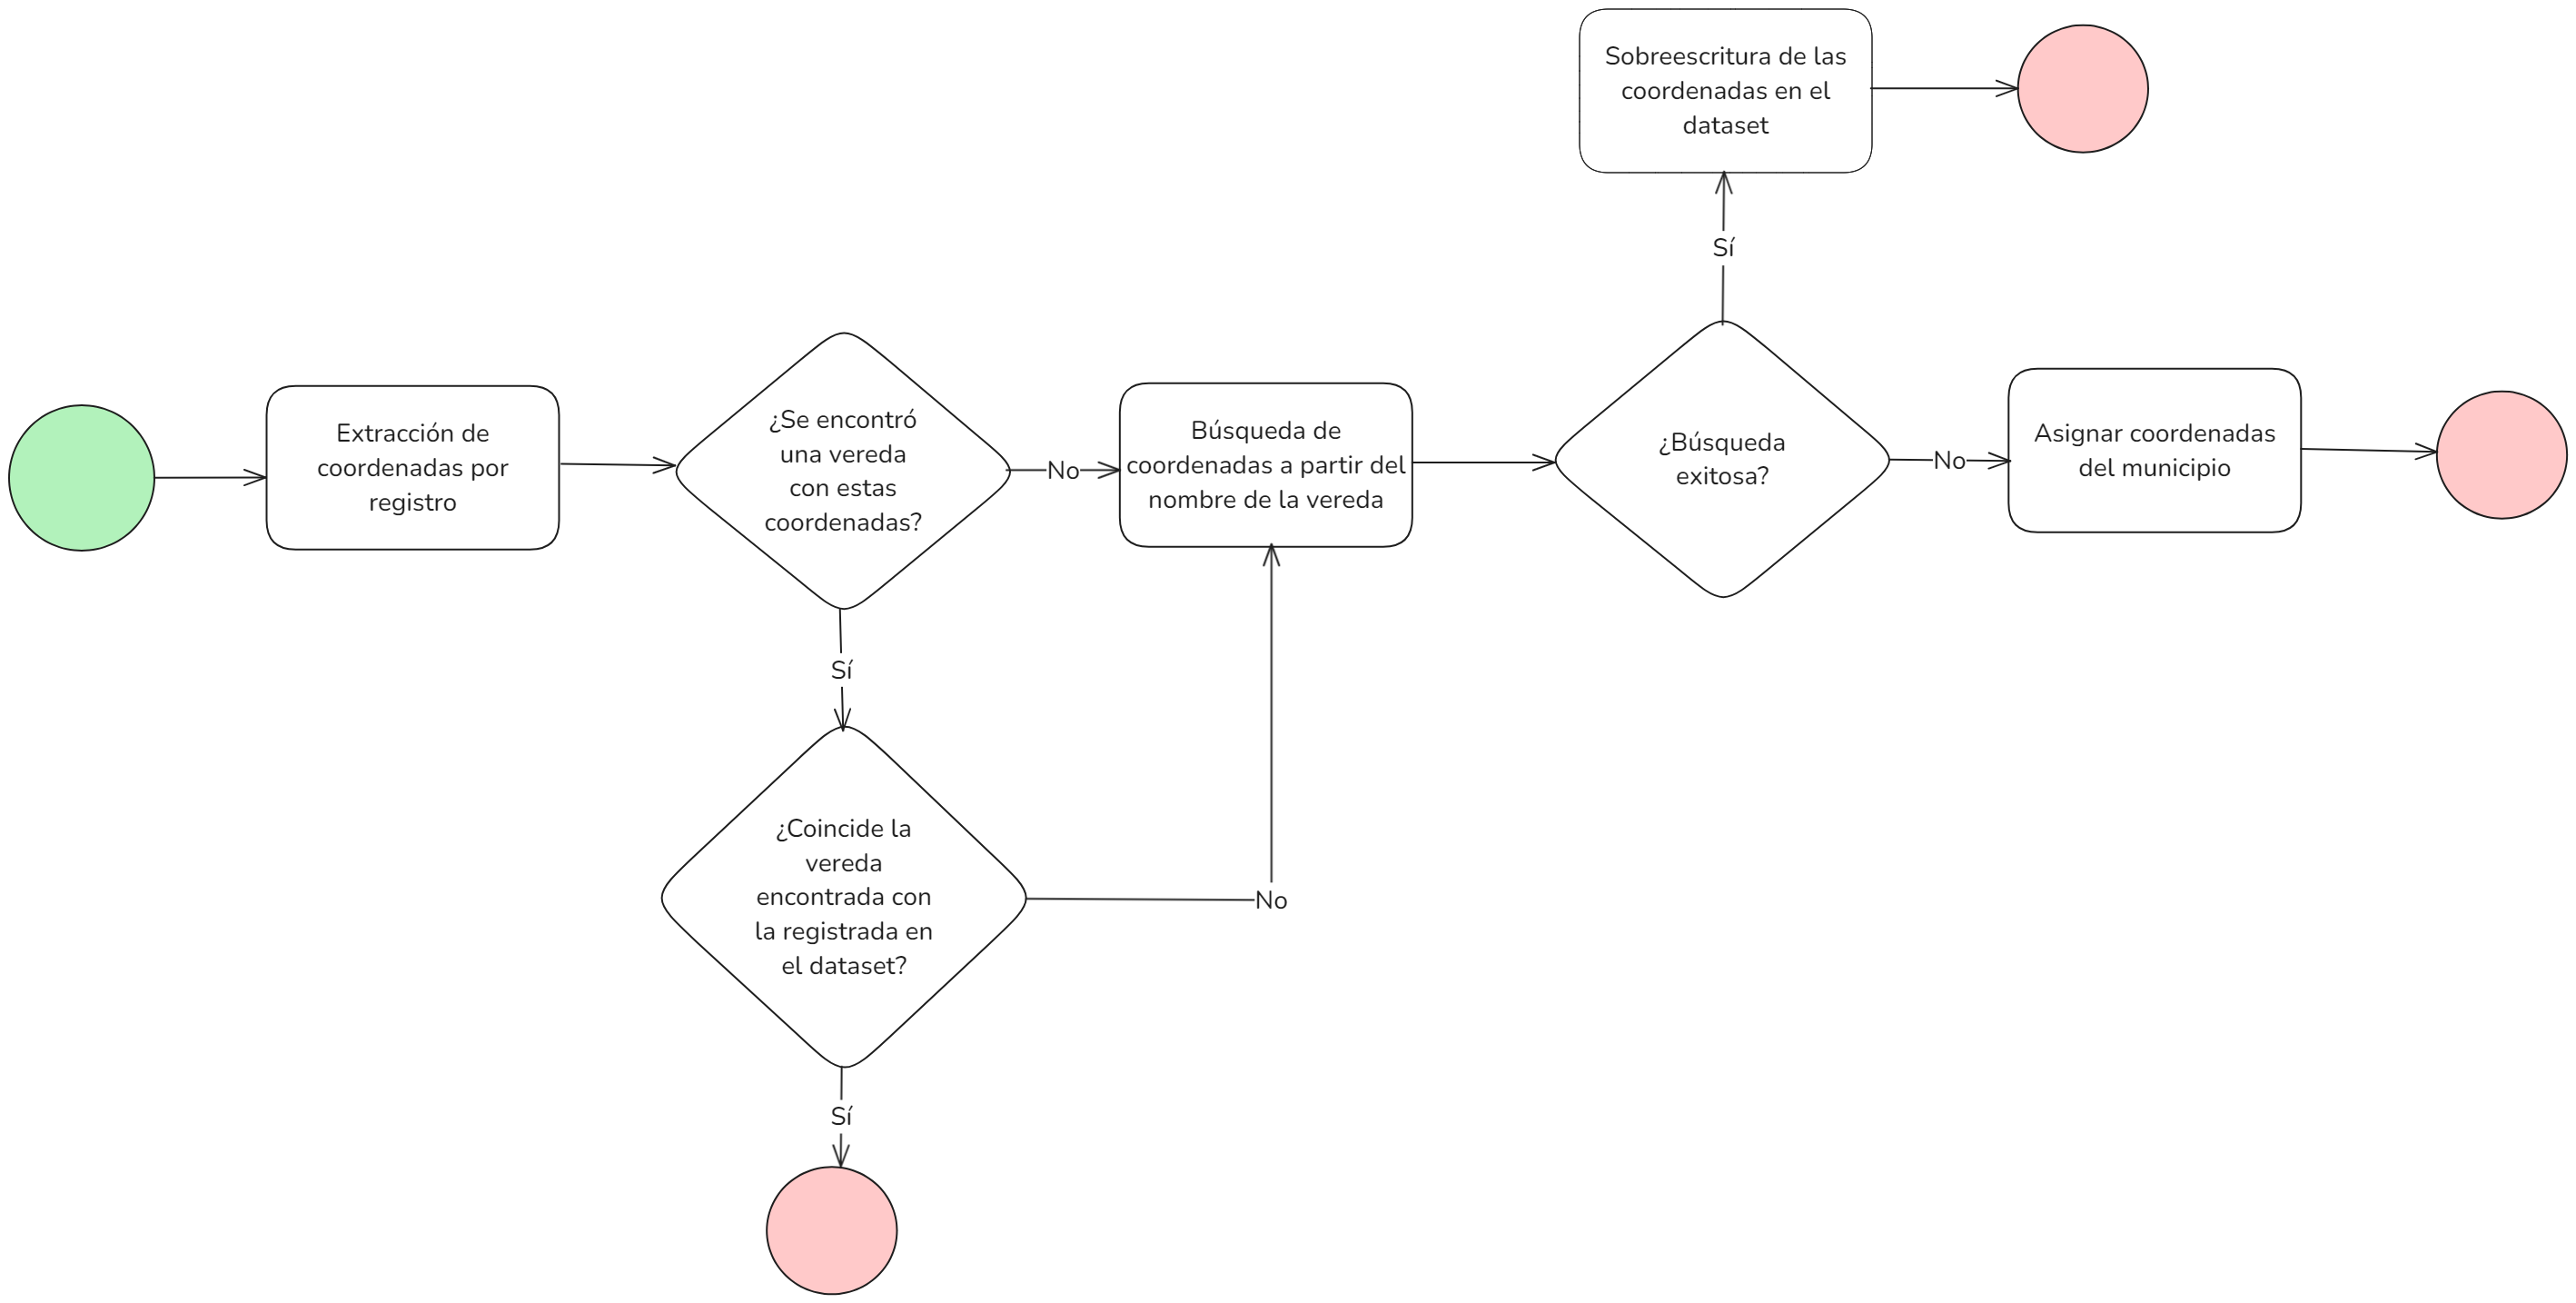 Sobreescritura de las
coordenadas en el
dataset
Sí
Extracción de
coordenadas por
registro
¿Se encontró
una vereda
con estas
coordenadas?
No
Búsqueda de
coordenadas a partir del
nombre de la vereda
¿Búsqueda
exitosa?
No
Asignar coordenadas
del municipio
Sí
¿Coincide la
vereda
encontrada con
la registrada en
el dataset?
No
Sí